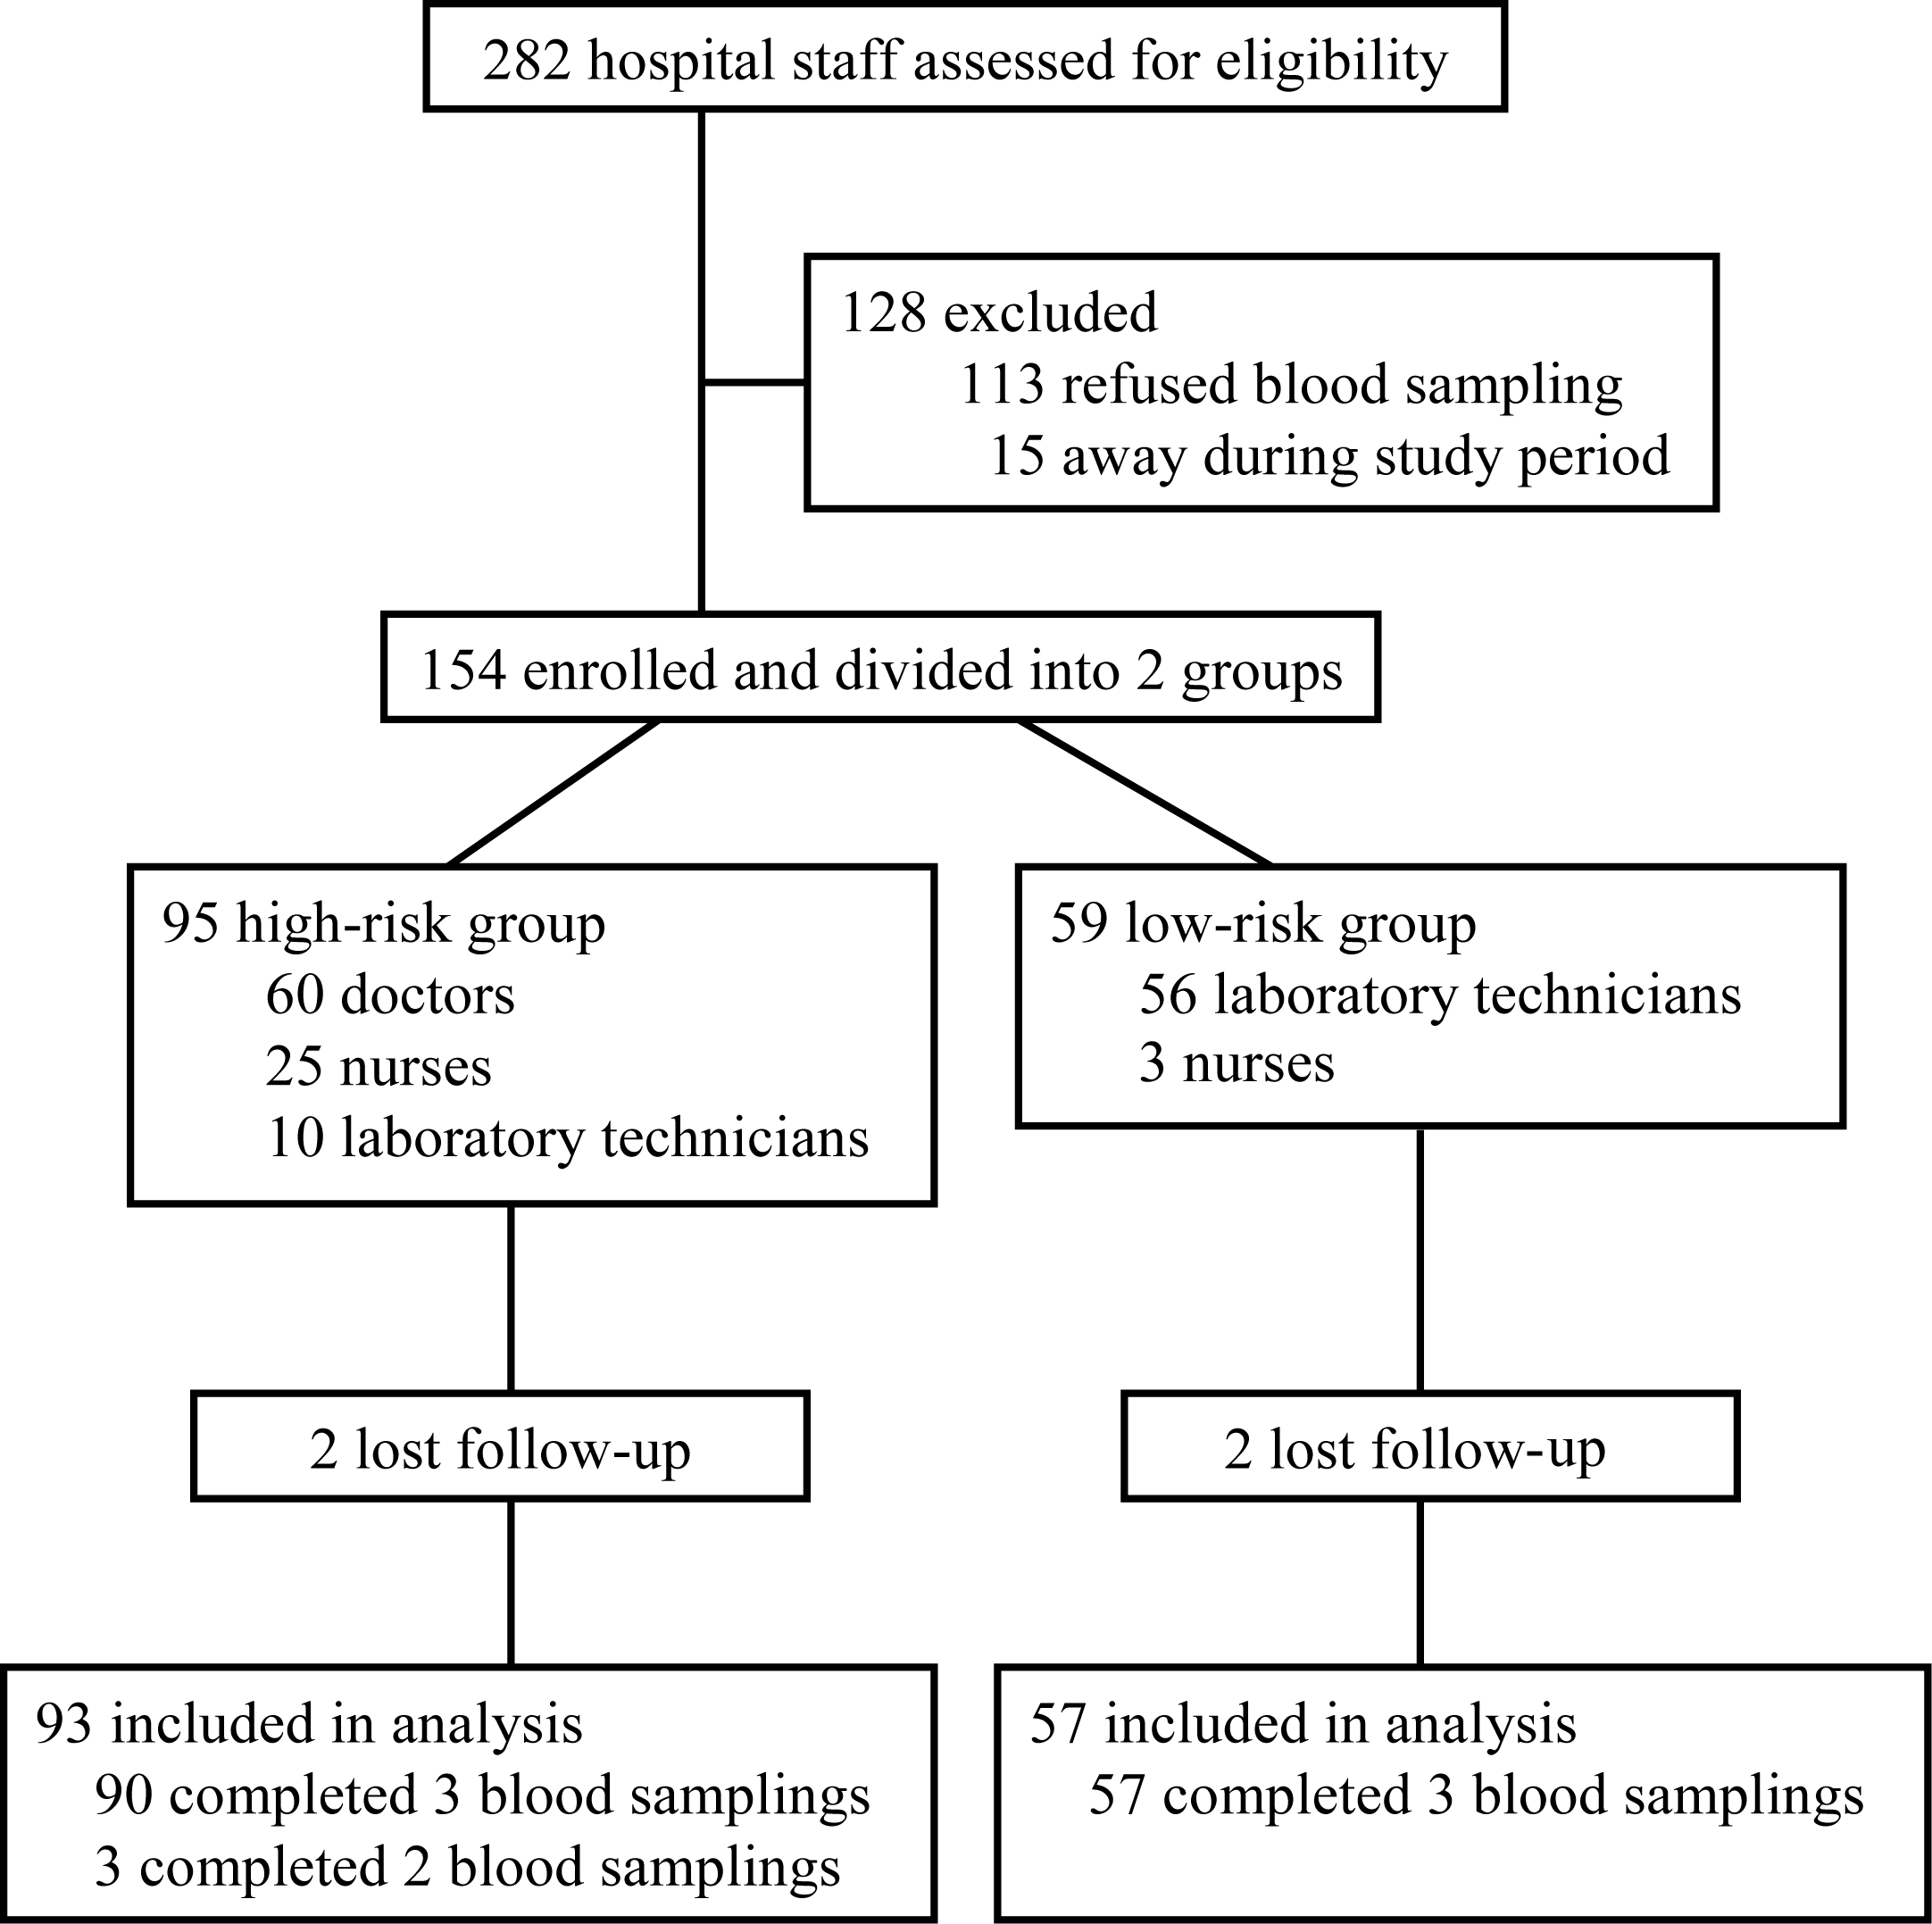 282 hospital staff assessed for eligibility
128 excluded
113 refused blood sampling
15 away during study period
154 enrolled and divided into 2 groups
95 high-risk group
60 doctors
25 nurses
10 laboratory technicians
59 low-risk group
56 laboratory technicians
3 nurses
2 lost follow-up
2 lost follow-up
93 included in analysis
90 completed 3 blood samplings
3 completed 2 blood samplings
57 included in analysis
57 completed 3 blood samplings